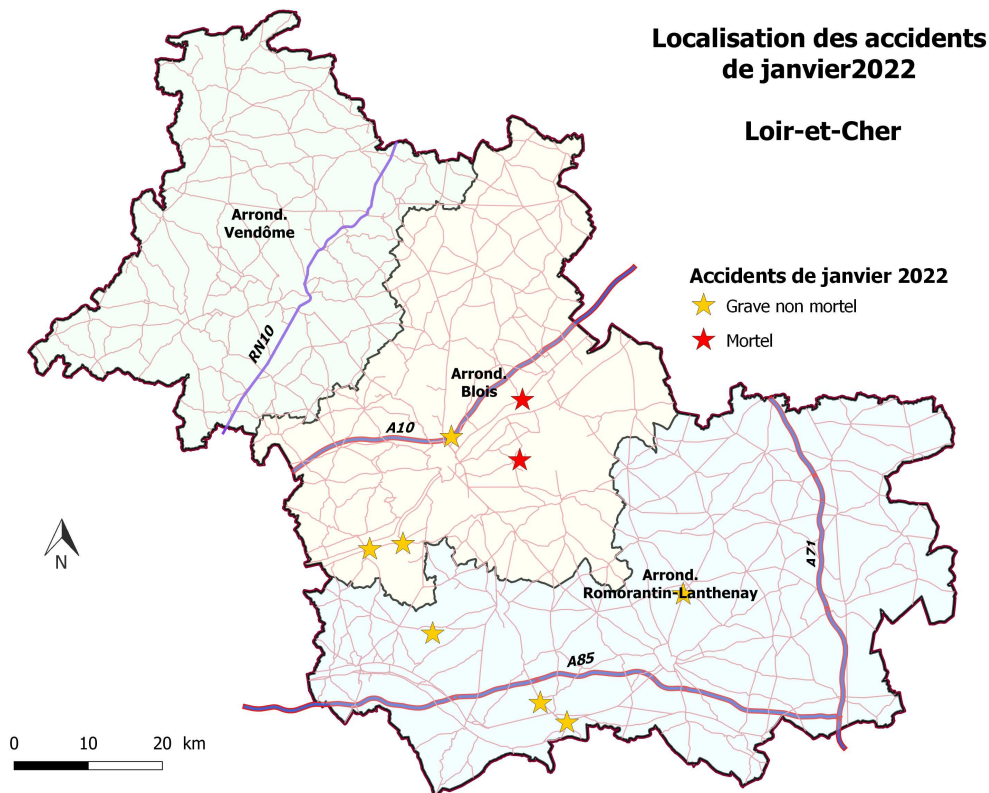 Localisation des accidents
de janvier2022
Loir-et-Cher
Arrond.
Vendôme
RN10
Accidents de janvier 2022
Grave non mortel
Mortel
Arrond.
Blois
A10
N
A71
Arrond.
Romorantin-Lanthenay
A85
0 10 20 km